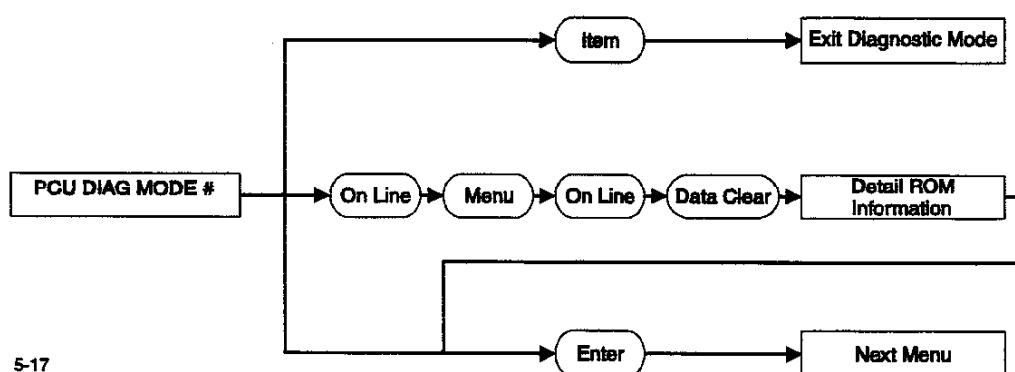 Item
Exit Diagnostic Mode
PCU DIAG MODE #
On Line
Menu
On Line
Data Clear
Detail ROM
Information
Enter
Next Menu
5-17